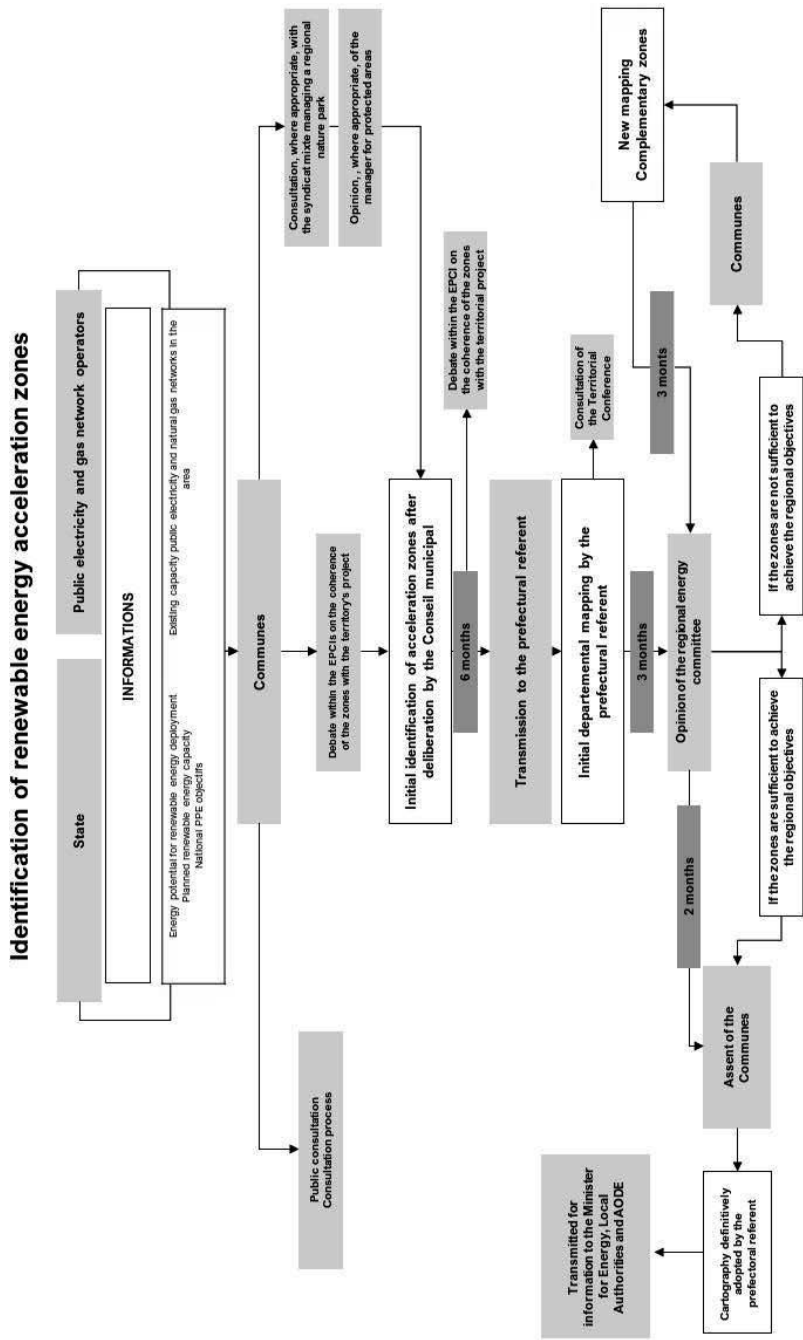 Identification of renewable energy acceleration zones
State
Public electricity and gas network operators
INFORMATIONS
Energy potential for renewable energy deployment
Planned renewable energy capacity
National PPE objectifs
Existing capacity public electricity and natural gas networks in the
area
Communes
Public consultation
Consultation process
Debate within the EPCIs on the coherence
of the zones with the territory's project
Consultation, where appropriate, with
the syndicat mixte managing a regional
nature park
Opinion, , where appropriate, of the
manager for protected areas
Initial identification of acceleration zones after
deliberation by the Conseil municipal
6 months
Debate within the EPCI on
the coherence of the zones
with the territorial project
Transmission to the prefectural referent
Initial departmental mapping by the
prefectural referent
Consultation of
the Territorial
Conference
3 months
Opinion of the regional energy
committee
3 monts
New mapping
Complementary zones
Communes
2 months
If the zones are sufficient to achieve
the regional objectives
If the zones are not sufficient to
achieve the regional objectives
Assent of the
Communes
Cartography definitively
adopted by the
prefectoral referent
Transmitted for
information to the Minister
for Energy, Local
Authorities and AODE